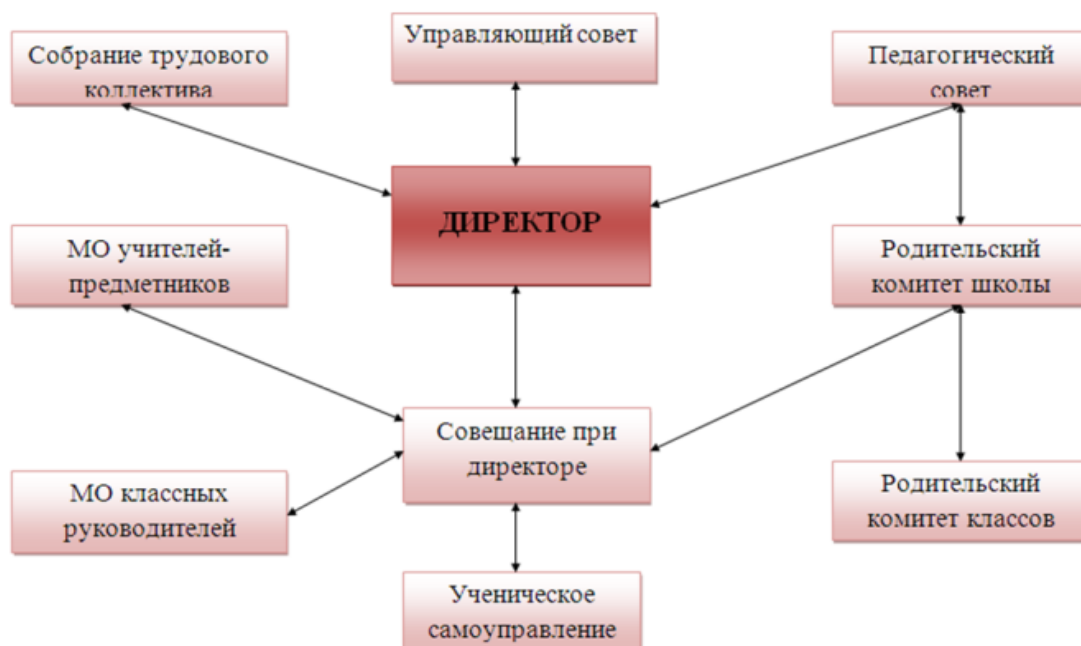 Управляющий совет
Собрание трудового
коллектива
Педагогический
совет
ДИРЕКТОР
МО учителей-
предметников
Родительский
комитет школы
Совещание при
директоре
МО классных
руководителей
Родительский
комитет классов
Ученическое
самоуправление